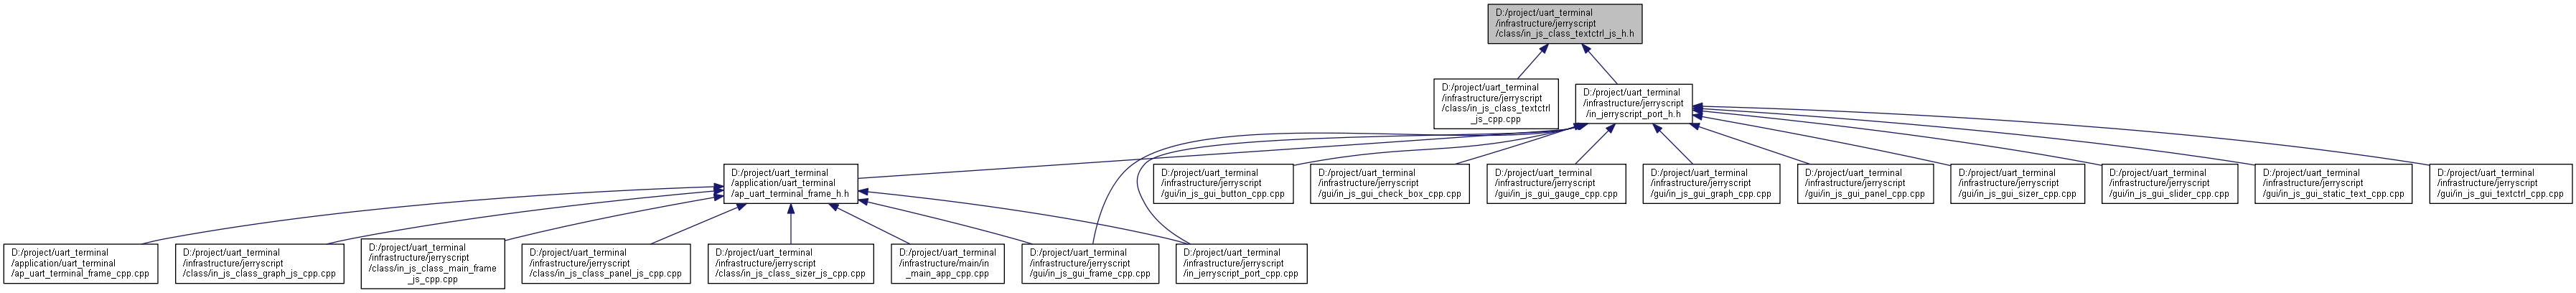 D:/project/uart_terminal
/infrastructure/jerryscript
/class/in_js_class_textctrl_js_h.h
D:/project/uart_terminal
/infrastructure/jerryscript
/class/in_js_class_textctrl
_js_cpp.cpp
D:/project/uart_terminal
/infrastructure/jerryscript
/in_jerryscript_port_h.h
D:/project/uart_terminal
/application/uart_terminal
/ap_uart_terminal_frame_h.h
D:/project/uart_terminal
/infrastructure/jerryscript
/gui/in_js_gui_button_cpp.cpp
D:/project/uart_terminal
/infrastructure/jerryscript
/gui/in_js_gui_check_box_cpp.cpp
D:/project/uart_terminal
/infrastructure/jerryscript
/gui/in_js_gui_gauge_cpp.cpp
D:/project/uart_terminal
/infrastructure/jerryscript
/gui/in_js_gui_graph_cpp.cpp
D:/project/uart_terminal
/infrastructure/jerryscript
/gui/in_js_gui_panel_cpp.cpp
D:/project/uart_terminal
/infrastructure/jerryscript
/gui/in_js_gui_sizer_cpp.cpp
D:/project/uart_terminal
/infrastructure/jerryscript
/gui/in_js_gui_slider_cpp.cpp
D:/project/uart_terminal
/infrastructure/jerryscript
/gui/in_js_gui_static_text_cpp.cpp
D:/project/uart_terminal
/infrastructure/jerryscript
/gui/in_js_gui_textctrl_cpp.cpp
D:/project/uart_terminal
/application/uart_terminal
/ap_uart_terminal_frame_cpp.cpp
D:/project/uart_terminal
/infrastructure/jerryscript
/class/in_js_class_graph_js_cpp.cpp
D:/project/uart_terminal
/infrastructure/jerryscript
/class/in_js_class_main_frame
_js_cpp.cpp
D:/project/uart_terminal
/infrastructure/jerryscript
/class/in_js_class_panel_js_cpp.cpp
D:/project/uart_terminal
/infrastructure/jerryscript
/class/in_js_class_sizer_js_cpp.cpp
D:/project/uart_terminal
/infrastructure/main/in
_main_app_cpp.cpp
D:/project/uart_terminal
/infrastructure/jerryscript
/gui/in_js_gui_frame_cpp.cpp
D:/project/uart_terminal
/infrastructure/jerryscript
/in_jerryscript_port_cpp.cpp